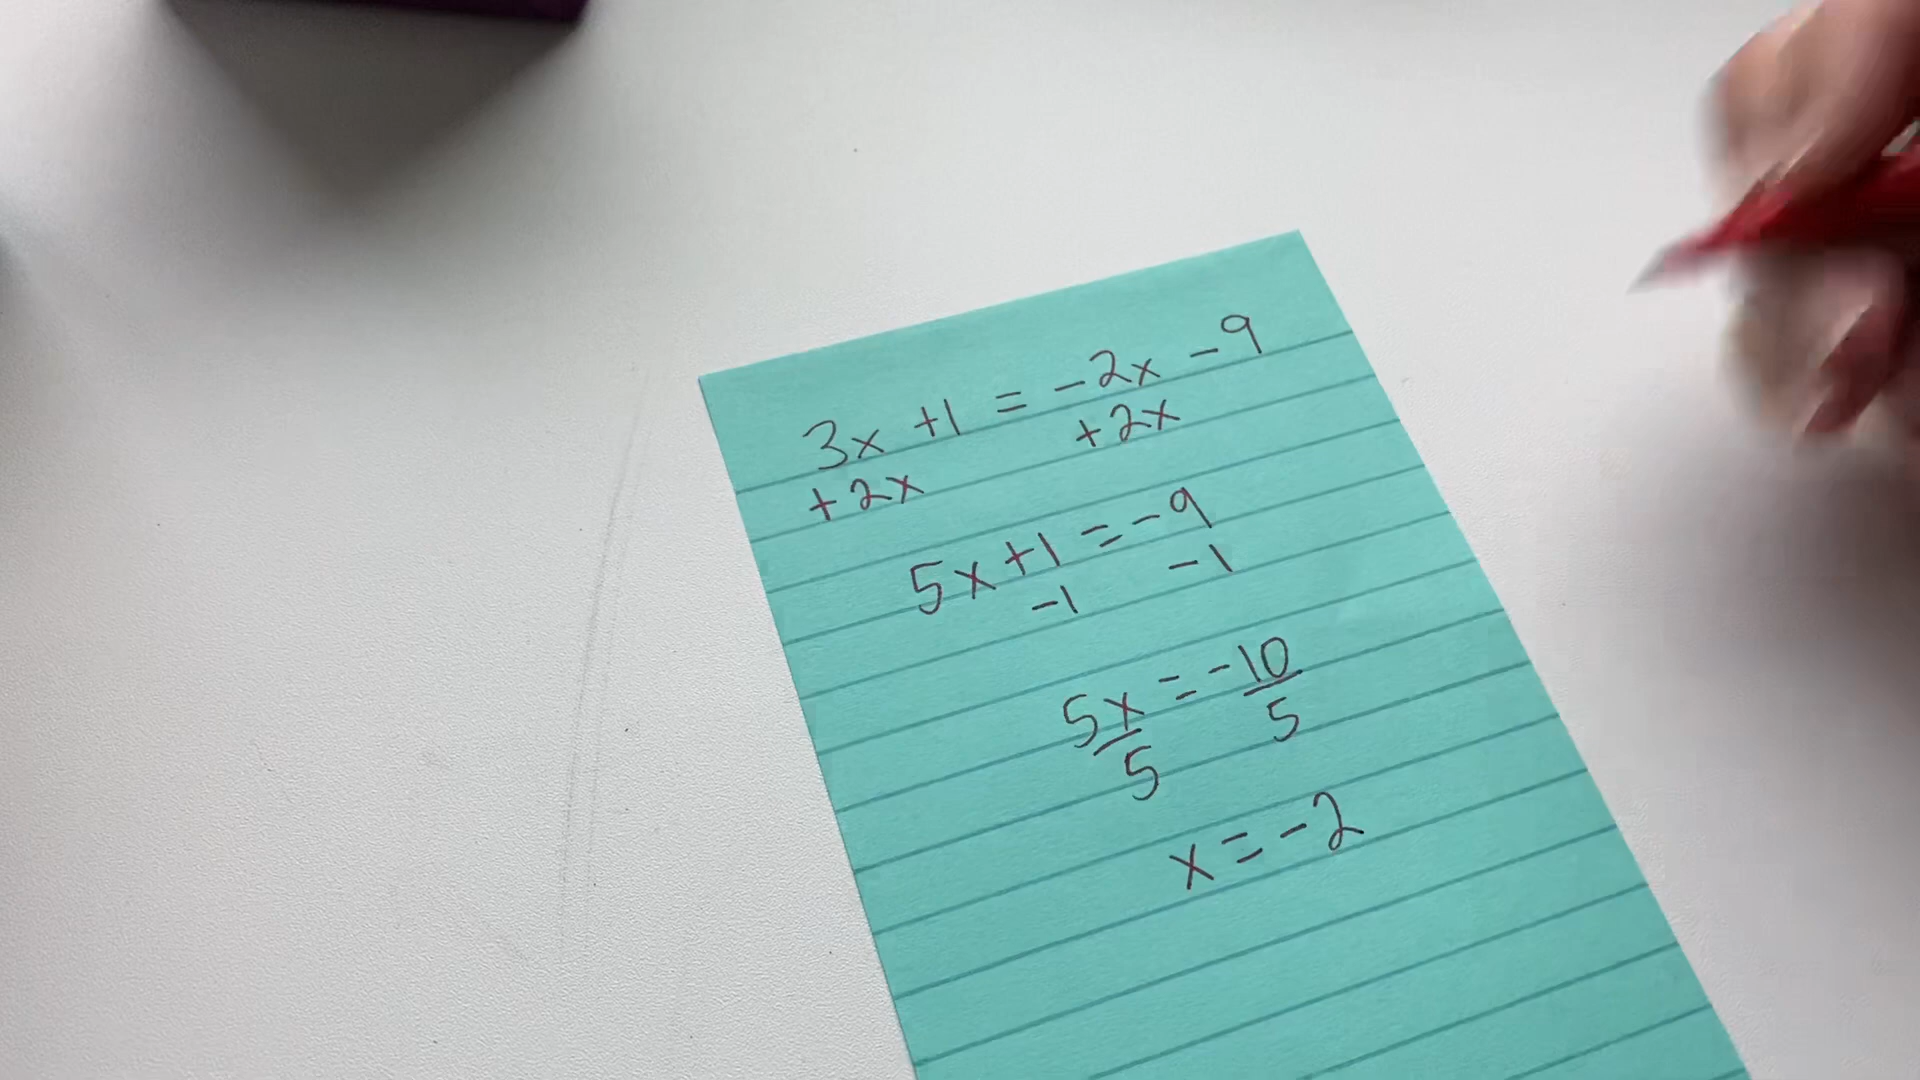 3x +1 = -2x -9
+2x +2x
5x+1 = -9
-1 -1
5x = -10
5 5
x = -2